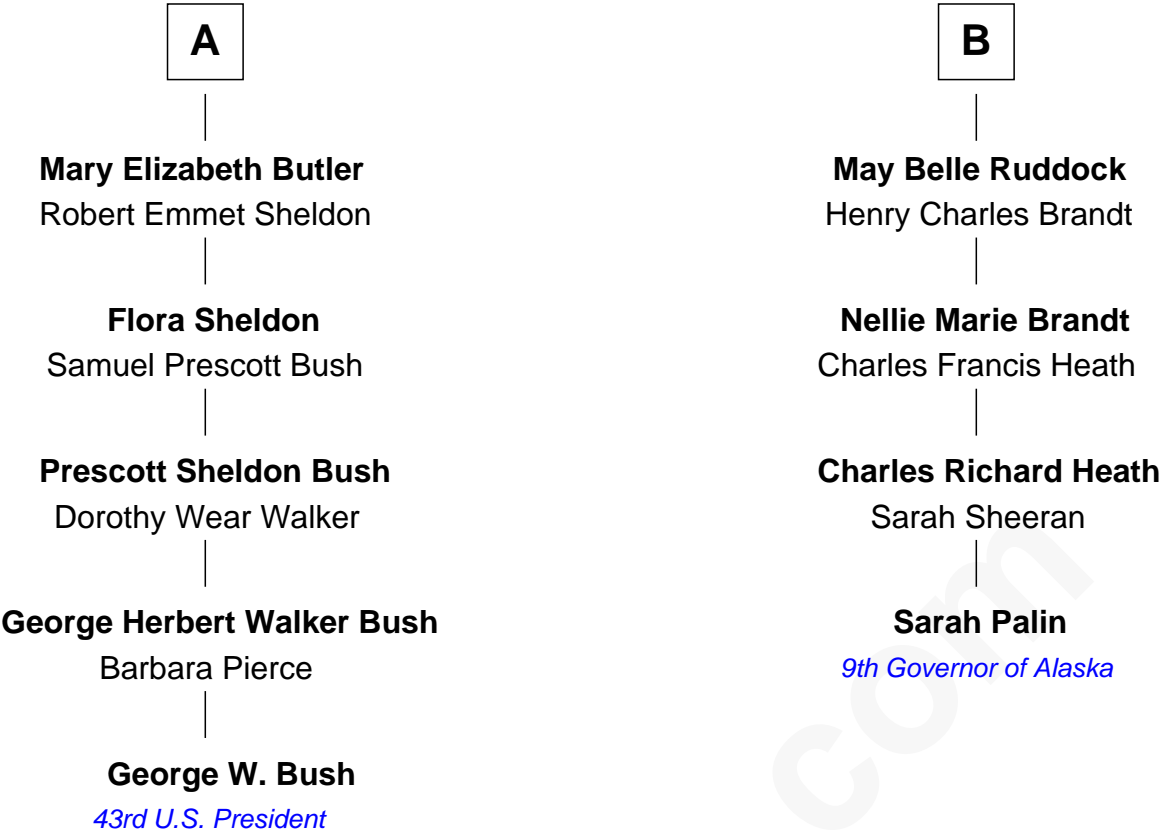 A
Mary Elizabeth Butler
Robert Emmet Sheldon
Flora Sheldon
Samuel Prescott Bush
Prescott Sheldon Bush
Dorothy Wear Walker
George Herbert Walker Bush
Barbara Pierce
George W. Bush
43rd U.S. President
B
May Belle Ruddock
Henry Charles Brandt
Nellie Marie Brandt
Charles Francis Heath
Charles Richard Heath
Sarah Sheeran
Sarah Palin
9th Governor of Alaska
com